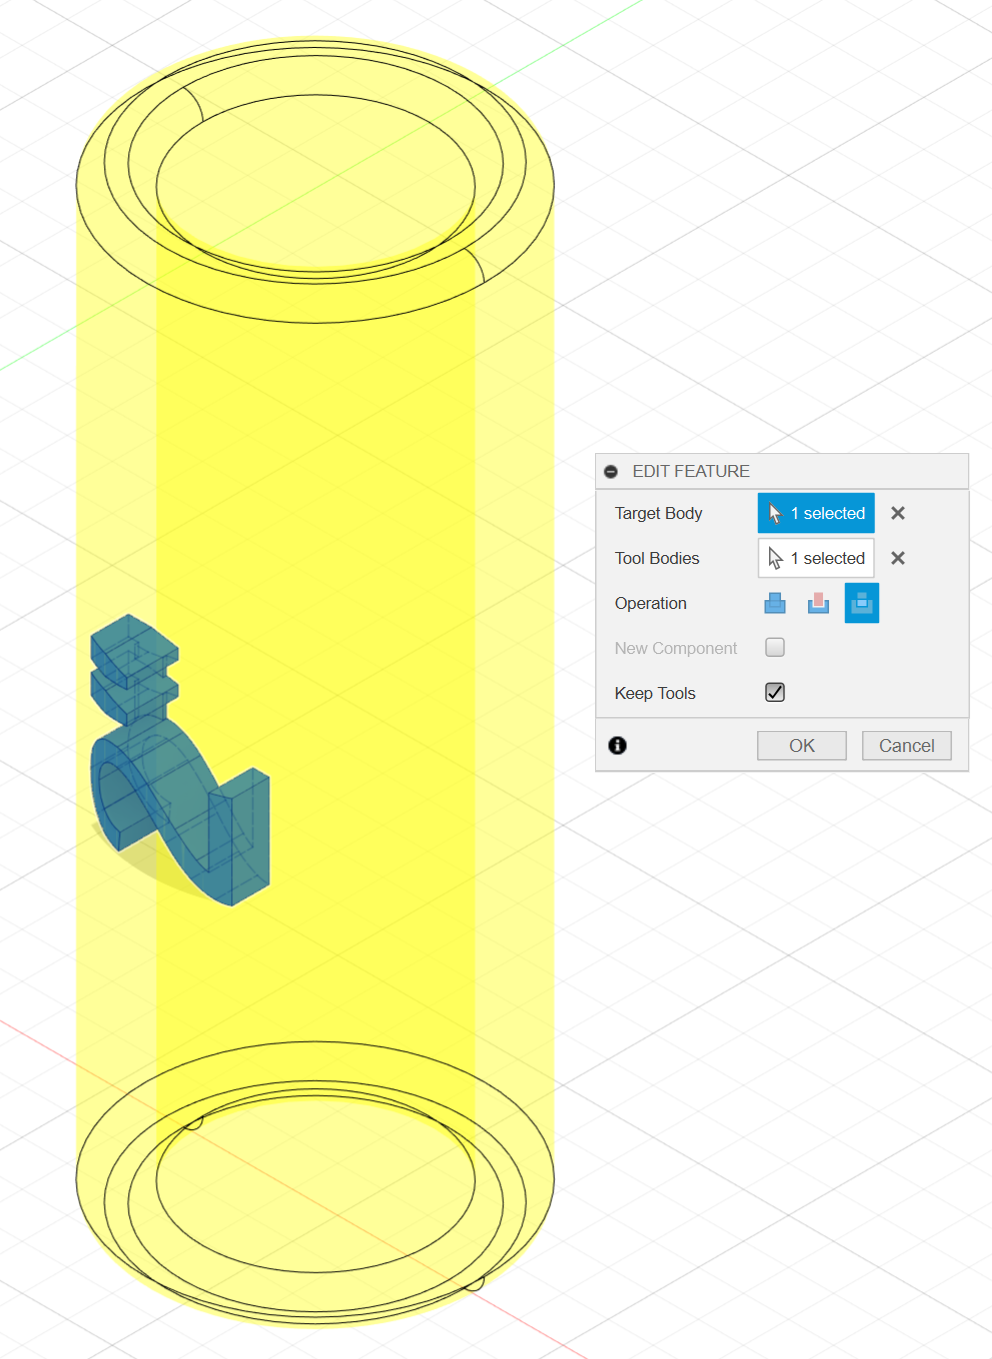 EDIT FEATURE
Target Body 1 selected
Tool Bodies 1 selected
Operation
New Component
Keep Tools
OK Cancel